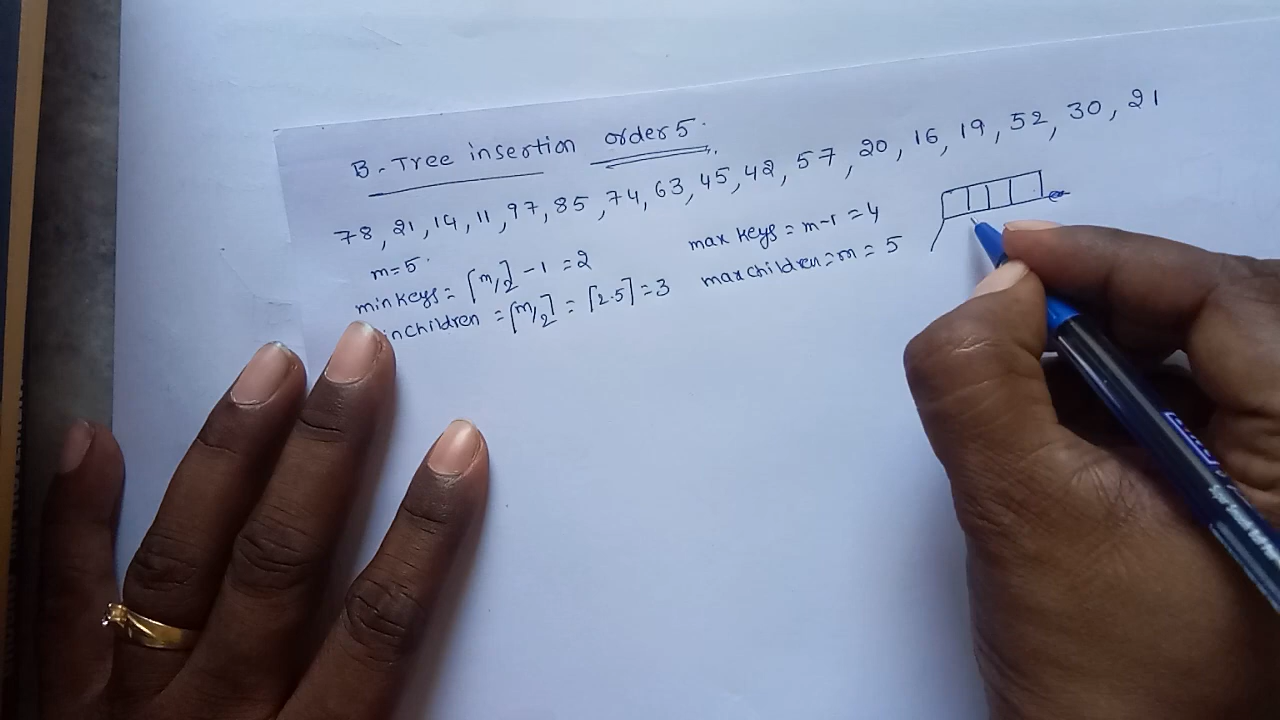 B-Tree insertion order 5.
78, 21, 14, 11, 97, 85, 74, 63, 45, 42, 57, 20, 16, 19, 52, 30, 21
m=5.
min keys = ⌈m/2⌉ - 1 = 2
max keys = m-1 = 4
in children = ⌈m/2⌉ = ⌈2.5⌉ = 3
max children = m = 5